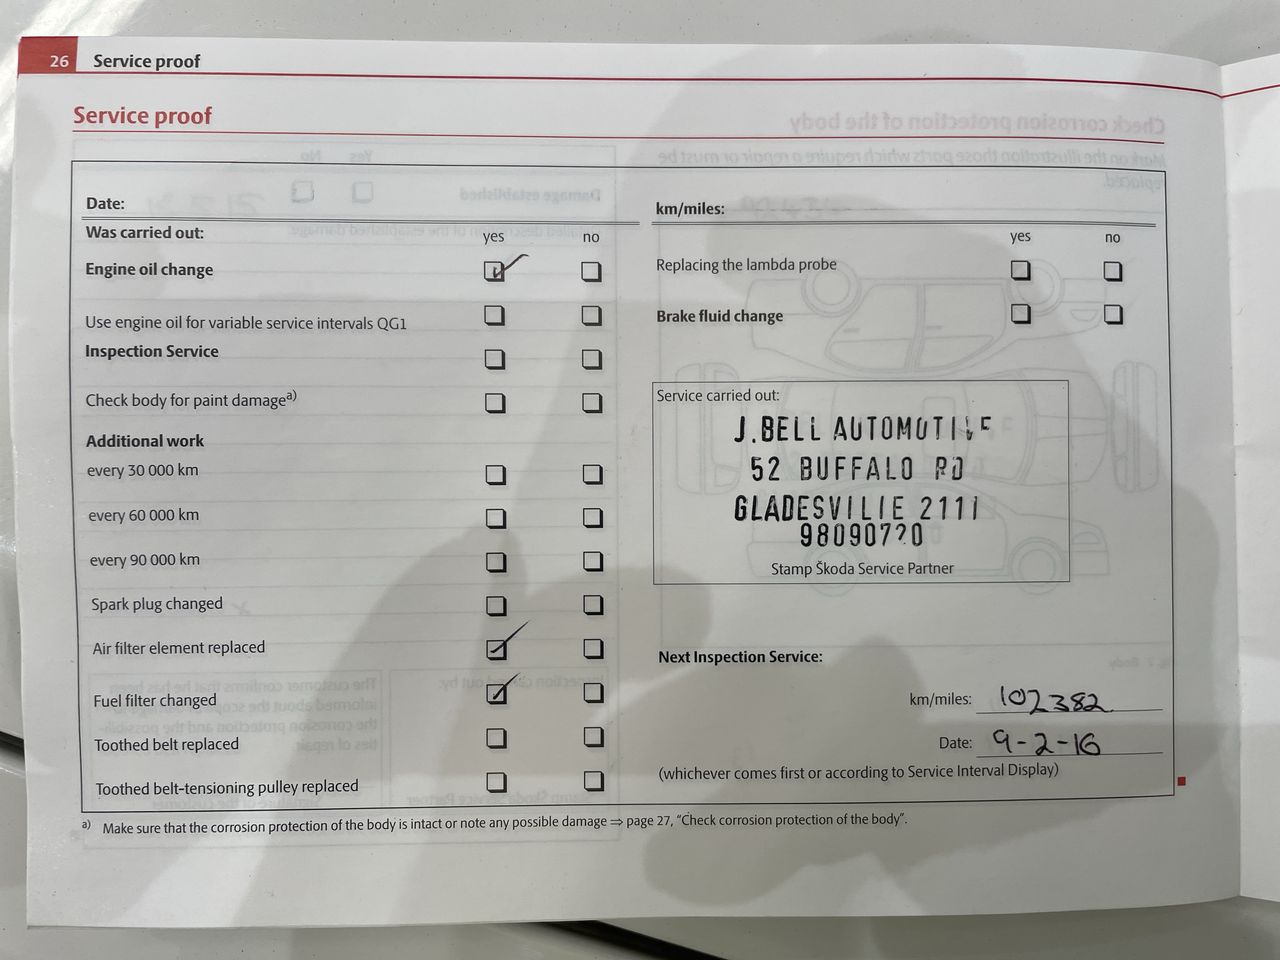 26 Service proof
Service proof
Date:
Was carried out: yes no
Engine oil change
Use engine oil for variable service intervals QG1
Inspection Service
Check body for paint damage a)
Additional work
every 30 000 km
every 60 000 km
every 90 000 km
Spark plug changed
Air filter element replaced
Fuel filter changed
Toothed belt replaced
Toothed belt-tensioning pulley replaced
km/miles:
yes no
Replacing the lambda probe
Brake fluid change
Service carried out:
J.BELL AUTOMOTIVE
52 BUFFALO RD
GLADESVILLE 2111
98090720
Stamp Škoda Service Partner
Next Inspection Service:
km/miles: 102382
Date: 9-2-16
(whichever comes first or according to Service Interval Display)
a) Make sure that the corrosion protection of the body is intact or note any possible damage ⇒ page 27, “Check corrosion protection of the body”.